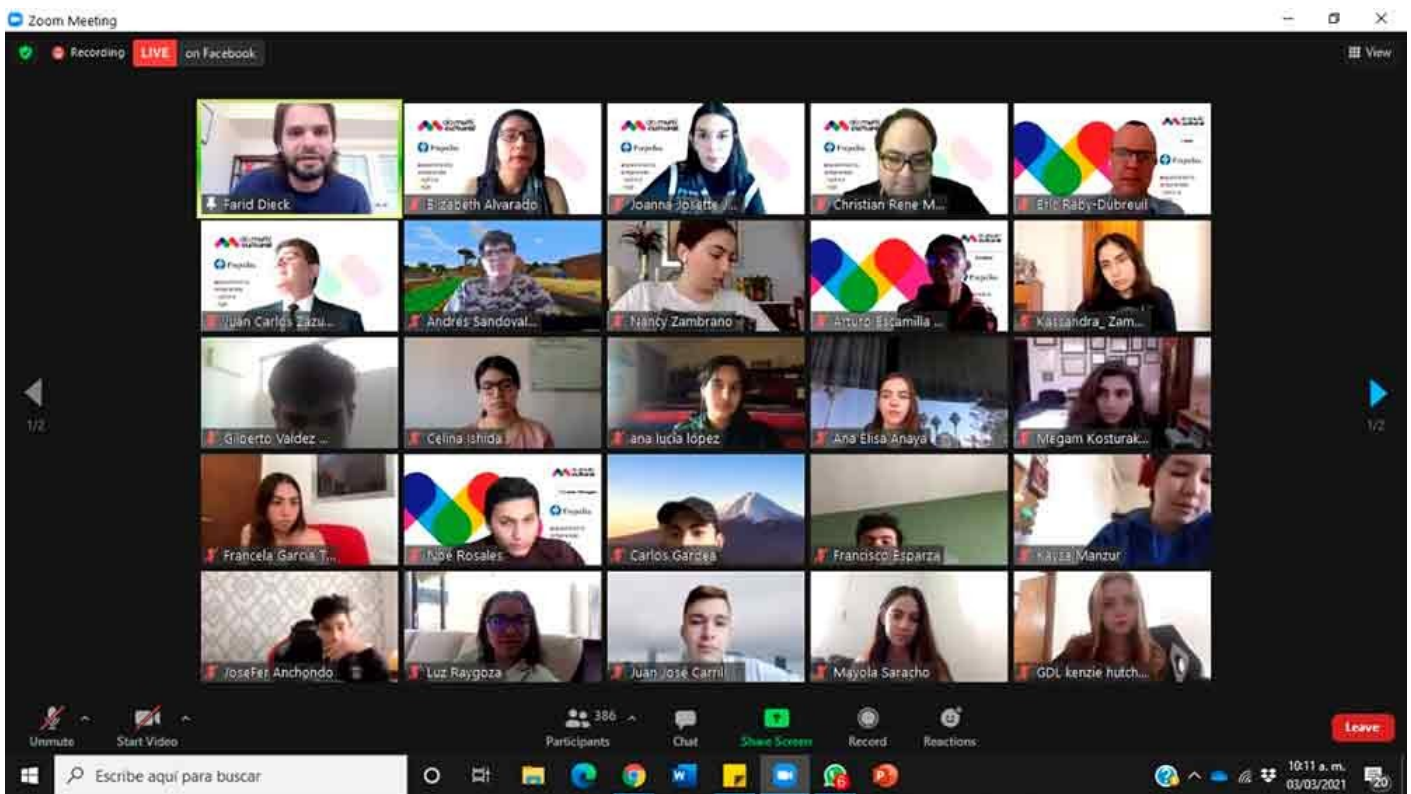 Zoom Meeting
Recording
LIVE
on Facebook
View
Farid Dieck
Elizabeth Alvarado
Joanna Josette J...
Christian Rene M...
Eric Raby-Dubreuil
Juan Carlos Zazu...
Andres Sandoval...
Nancy Zambrano
Arturo Escamilla ...
Kassandra_ Zam...
Gilberto Valdez ...
Celina Ishida
ana lucia lópez
Ana Elisa Anaya
Megam Kosturak...
1/2
1/2
Francela Garcia T...
Noé Rosales
Carlos Gardea
Francisco Esparza
Kaysa Manzur
JoseFer Anchondo
Luz Raygoza
Juan José Carril
Mayola Saracho
GDL kenzie hutch...
Unmute
Start Video
386
Participants
Chat
Share Screen
Record
Reactions
Leave
Escribe aquí para buscar
6
10:11 a. m.
03/03/2021
20